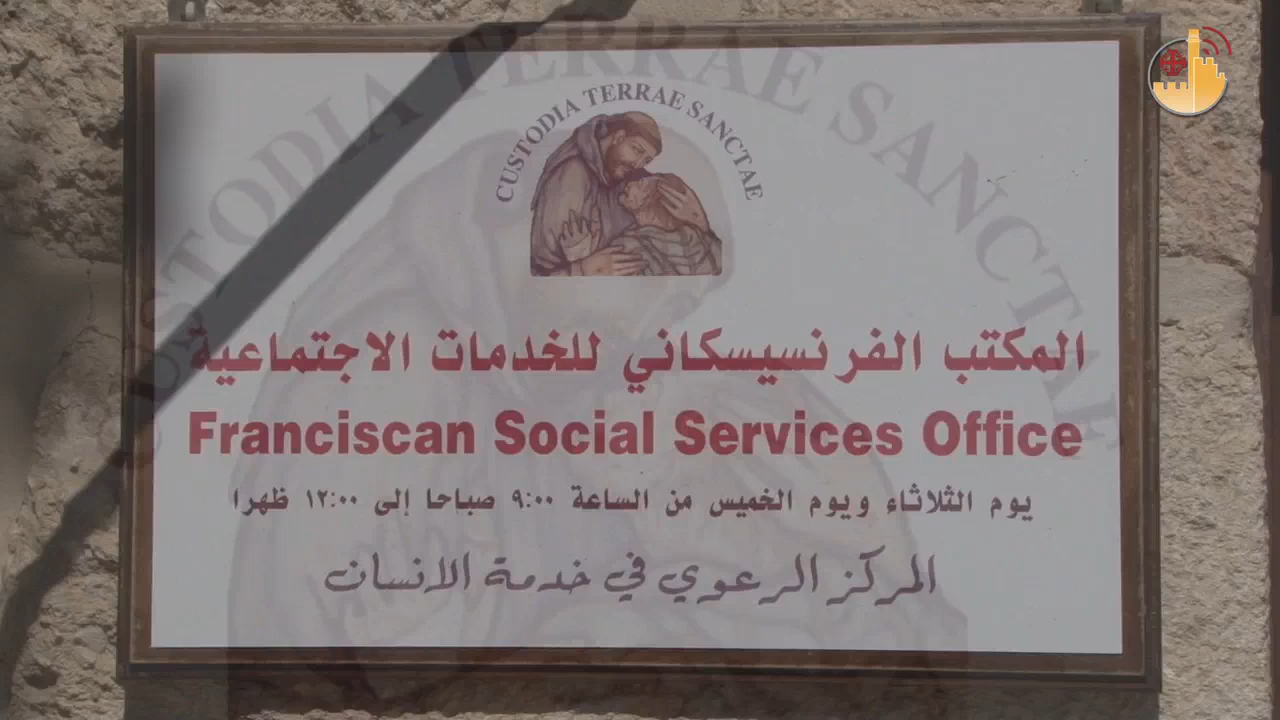 CUSTODIA TERRAE SANCTAE
CUSTODIA TERRAE SANCTAE
المكتب الفرنسيسكاني للخدمات الاجتماعية
Franciscan Social Services Office
يوم الثلاثاء ويوم الخميس من الساعة ٩:٠٠ صباحا إلى ١٢:٠٠ ظهرا
المركز الرعوي في خدمة الانسان